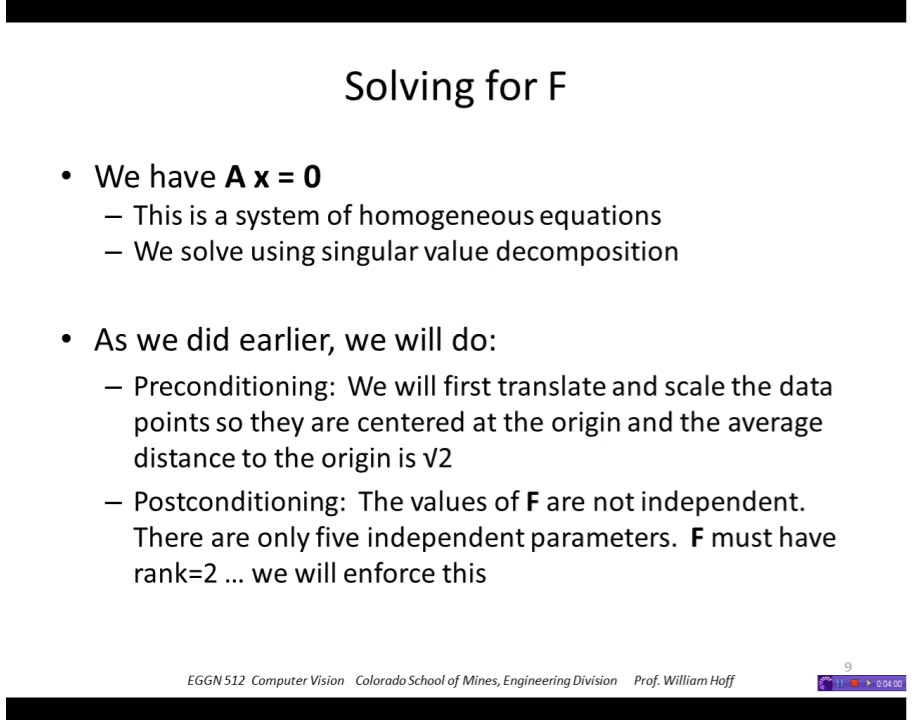 Solving for F
• We have A x = 0
– This is a system of homogeneous equations
– We solve using singular value decomposition
• As we did earlier, we will do:
– Preconditioning: We will first translate and scale the data
points so they are centered at the origin and the average
distance to the origin is √2
– Postconditioning: The values of F are not independent.
There are only five independent parameters. F must have
rank=2 … we will enforce this
EGGN 512 Computer Vision Colorado School of Mines, Engineering Division Prof. William Hoff
9
0:04:00